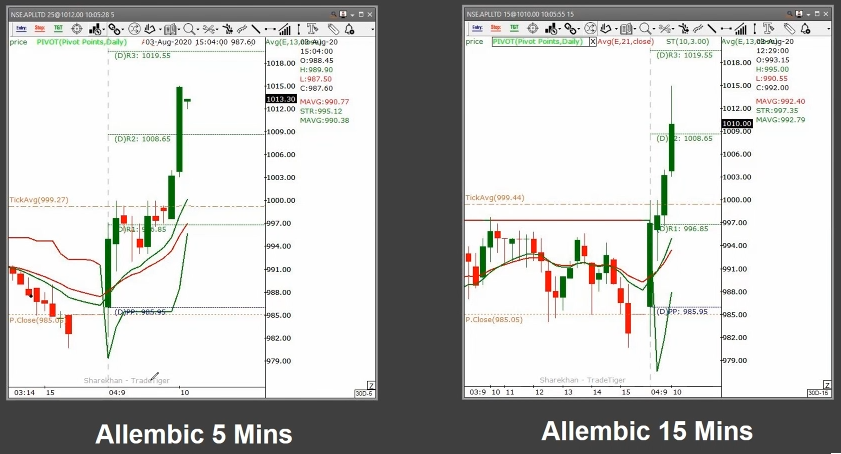 NSE.APLLTD 25@1012.00 10:05:28 5
Entry Stop TGT
price PIVOT(Pivot Points,Daily) 03-Aug-2020 15:04:00 987.60 Avg(E,13,
03-Aug-20
15:04:00
O:988.45
H:989.90
L:987.50
C:987.60
MAVG:990.77
STR:995.12
MAVG:990.38
(D)R3: 1019.55
(D)R2: 1008.65
TickAvg(999.27)
(D)R1: 996.85
(D)PP: 985.95
P.Close(985.05)
1018.00
1015.00
1013.30
1012.00
1009.00
1006.00
1003.00
1000.00
997.00
994.00
991.00
988.00
985.00
982.00
979.00
Sharekhan - TradeTiger
03:14 15 04:9 10
Z
30D-5
Allembic 5 Mins
NSE.APLLTD 15@1010.00 10:05:55 15
Entry Stop TGT
price PIVOT(Pivot Points,Daily) X Avg(E,21,close) ST(10,3.00) Avg(E,13,
03-Aug-20
12:29:00
O:993.15
H:995.00
L:990.55
C:992.00
MAVG:992.40
STR:997.35
MAVG:992.79
(D)R3: 1019.55
(D)R2: 1008.65
TickAvg(999.44)
(D)R1: 996.85
(D)PP: 985.95
P.Close(985.05)
1018.00
1015.00
1012.00
1010.00
1009.00
1006.00
1003.00
1000.00
997.00
994.00
991.00
988.00
985.00
982.00
979.00
Sharekhan - TradeTiger
03:9 10 11 12 13 14 15 04:9 10
Z
30D-15
Allembic 15 Mins